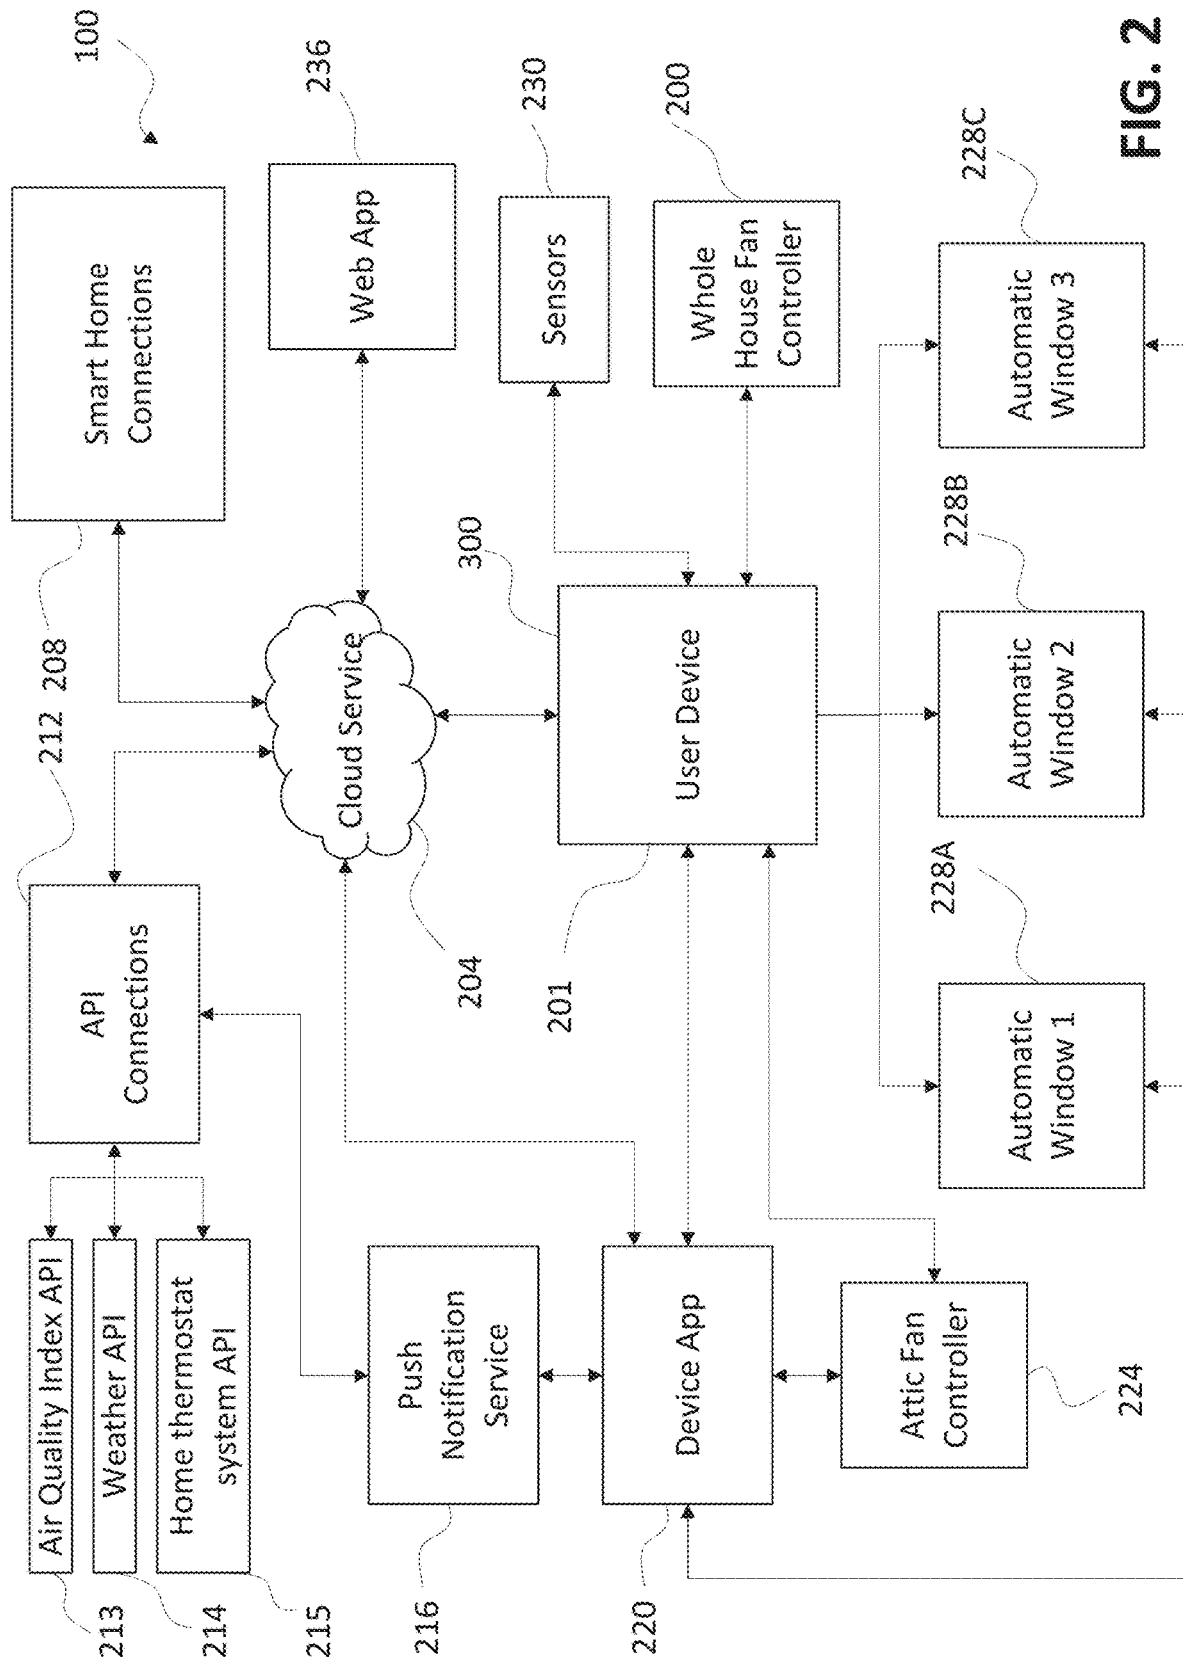 213
Air Quality Index API
214
Weather API
215
Home thermostat
system API
212
API
Connections
208
Smart Home
Connections
100
216
Push
Notification
Service
204
Cloud Service
236
Web App
220
Device App
201
User Device
300
230
Sensors
200
Whole
House Fan
Controller
224
Attic Fan
Controller
228A
Automatic
Window 1
228B
Automatic
Window 2
228C
Automatic
Window 3
FIG. 2